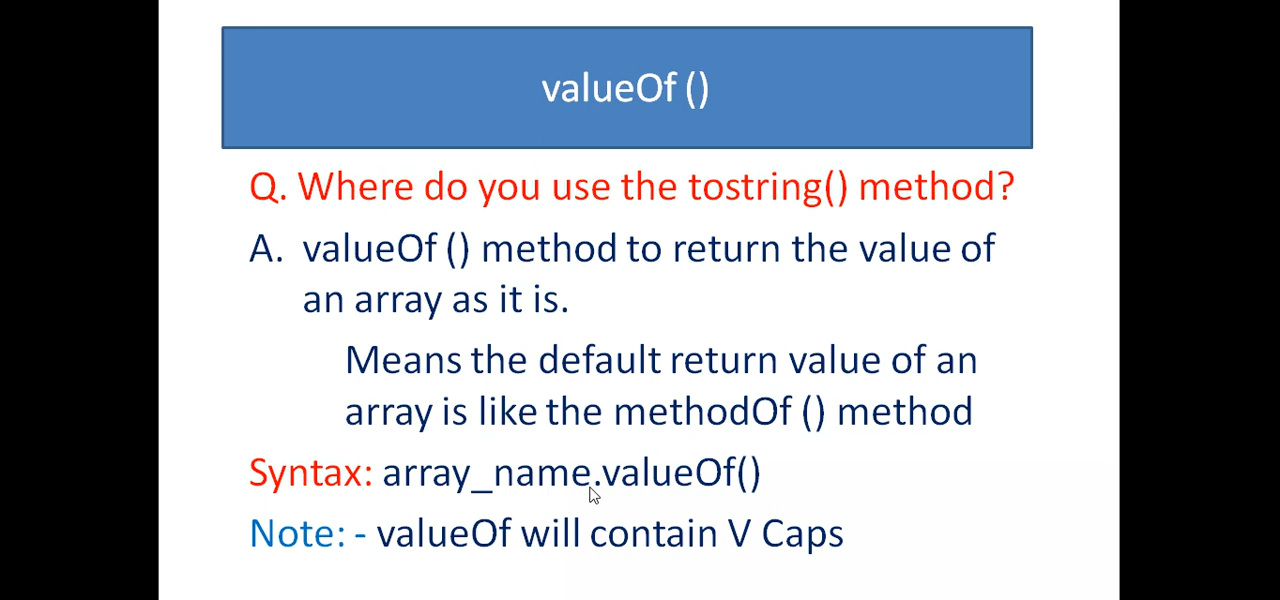 valueOf ()
Q. Where do you use the tostring() method?
A. valueOf () method to return the value of
an array as it is.
Means the default return value of an
array is like the methodOf () method
Syntax: array_name.valueOf()
Note: - valueOf will contain V Caps